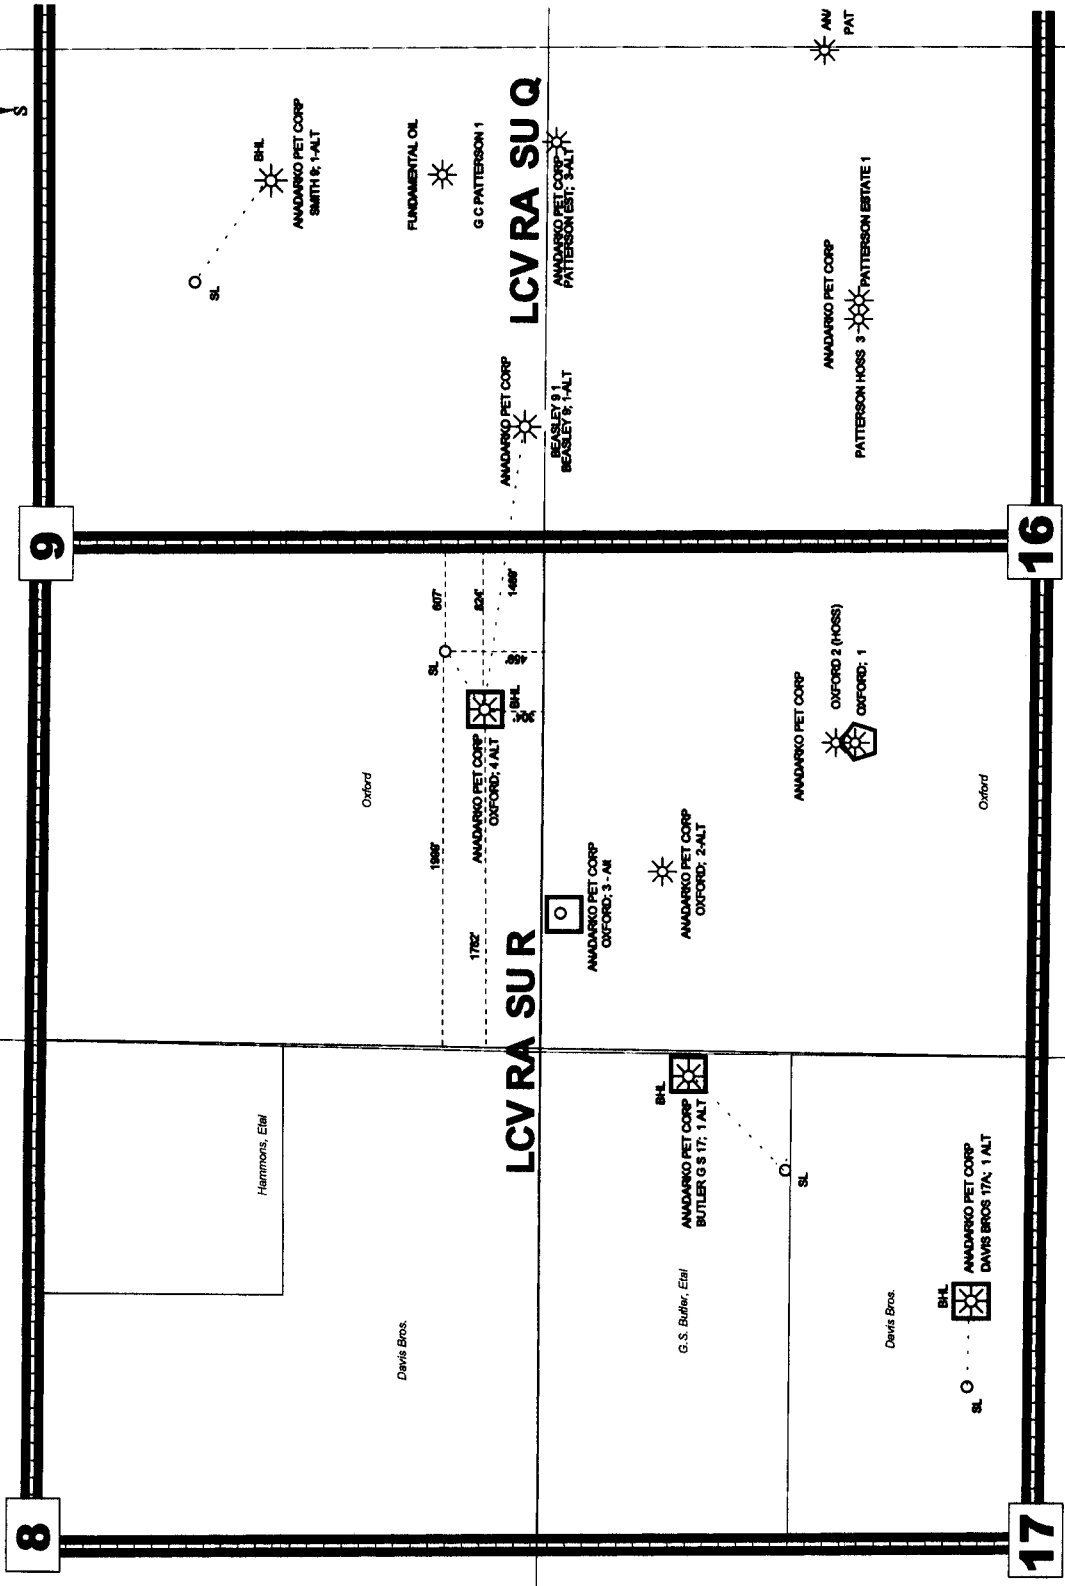 S
9
16
8
17
LCV RA SU Q
LCV RA SU R
BHL
ANADARKO PET CORP
SMITH 9; 1-ALT
SL
FUNDAMENTAL OIL
G C PATTERSON 1
ANADARKO PET CORP
PATTERSON EST; 3-ALT
AN
PAT
ANADARKO PET CORP
PATTERSON HOSS 3
PATTERSON ESTATE 1
ANADARKO PET CORP
BEASLEY 9 1
BEASLEY 9; 1-ALT
607'
824'
1489'
SL
BHL
ANADARKO PET CORP
OXFORD; 4 ALT
1762'
Oxford
ANADARKO PET CORP
OXFORD; 3 - Alt
ANADARKO PET CORP
OXFORD; 2-ALT
ANADARKO PET CORP
OXFORD 2 (HOSS)
OXFORD; 1
Oxford
Hammons, Etal
Davis Bros.
BHL
ANADARKO PET CORP
BUTLER G S 17; 1 ALT
SL
G.S. Butler, Etal
Davis Bros.
BHL
ANADARKO PET CORP
DAVIS BROS 17A; 1 ALT
SL